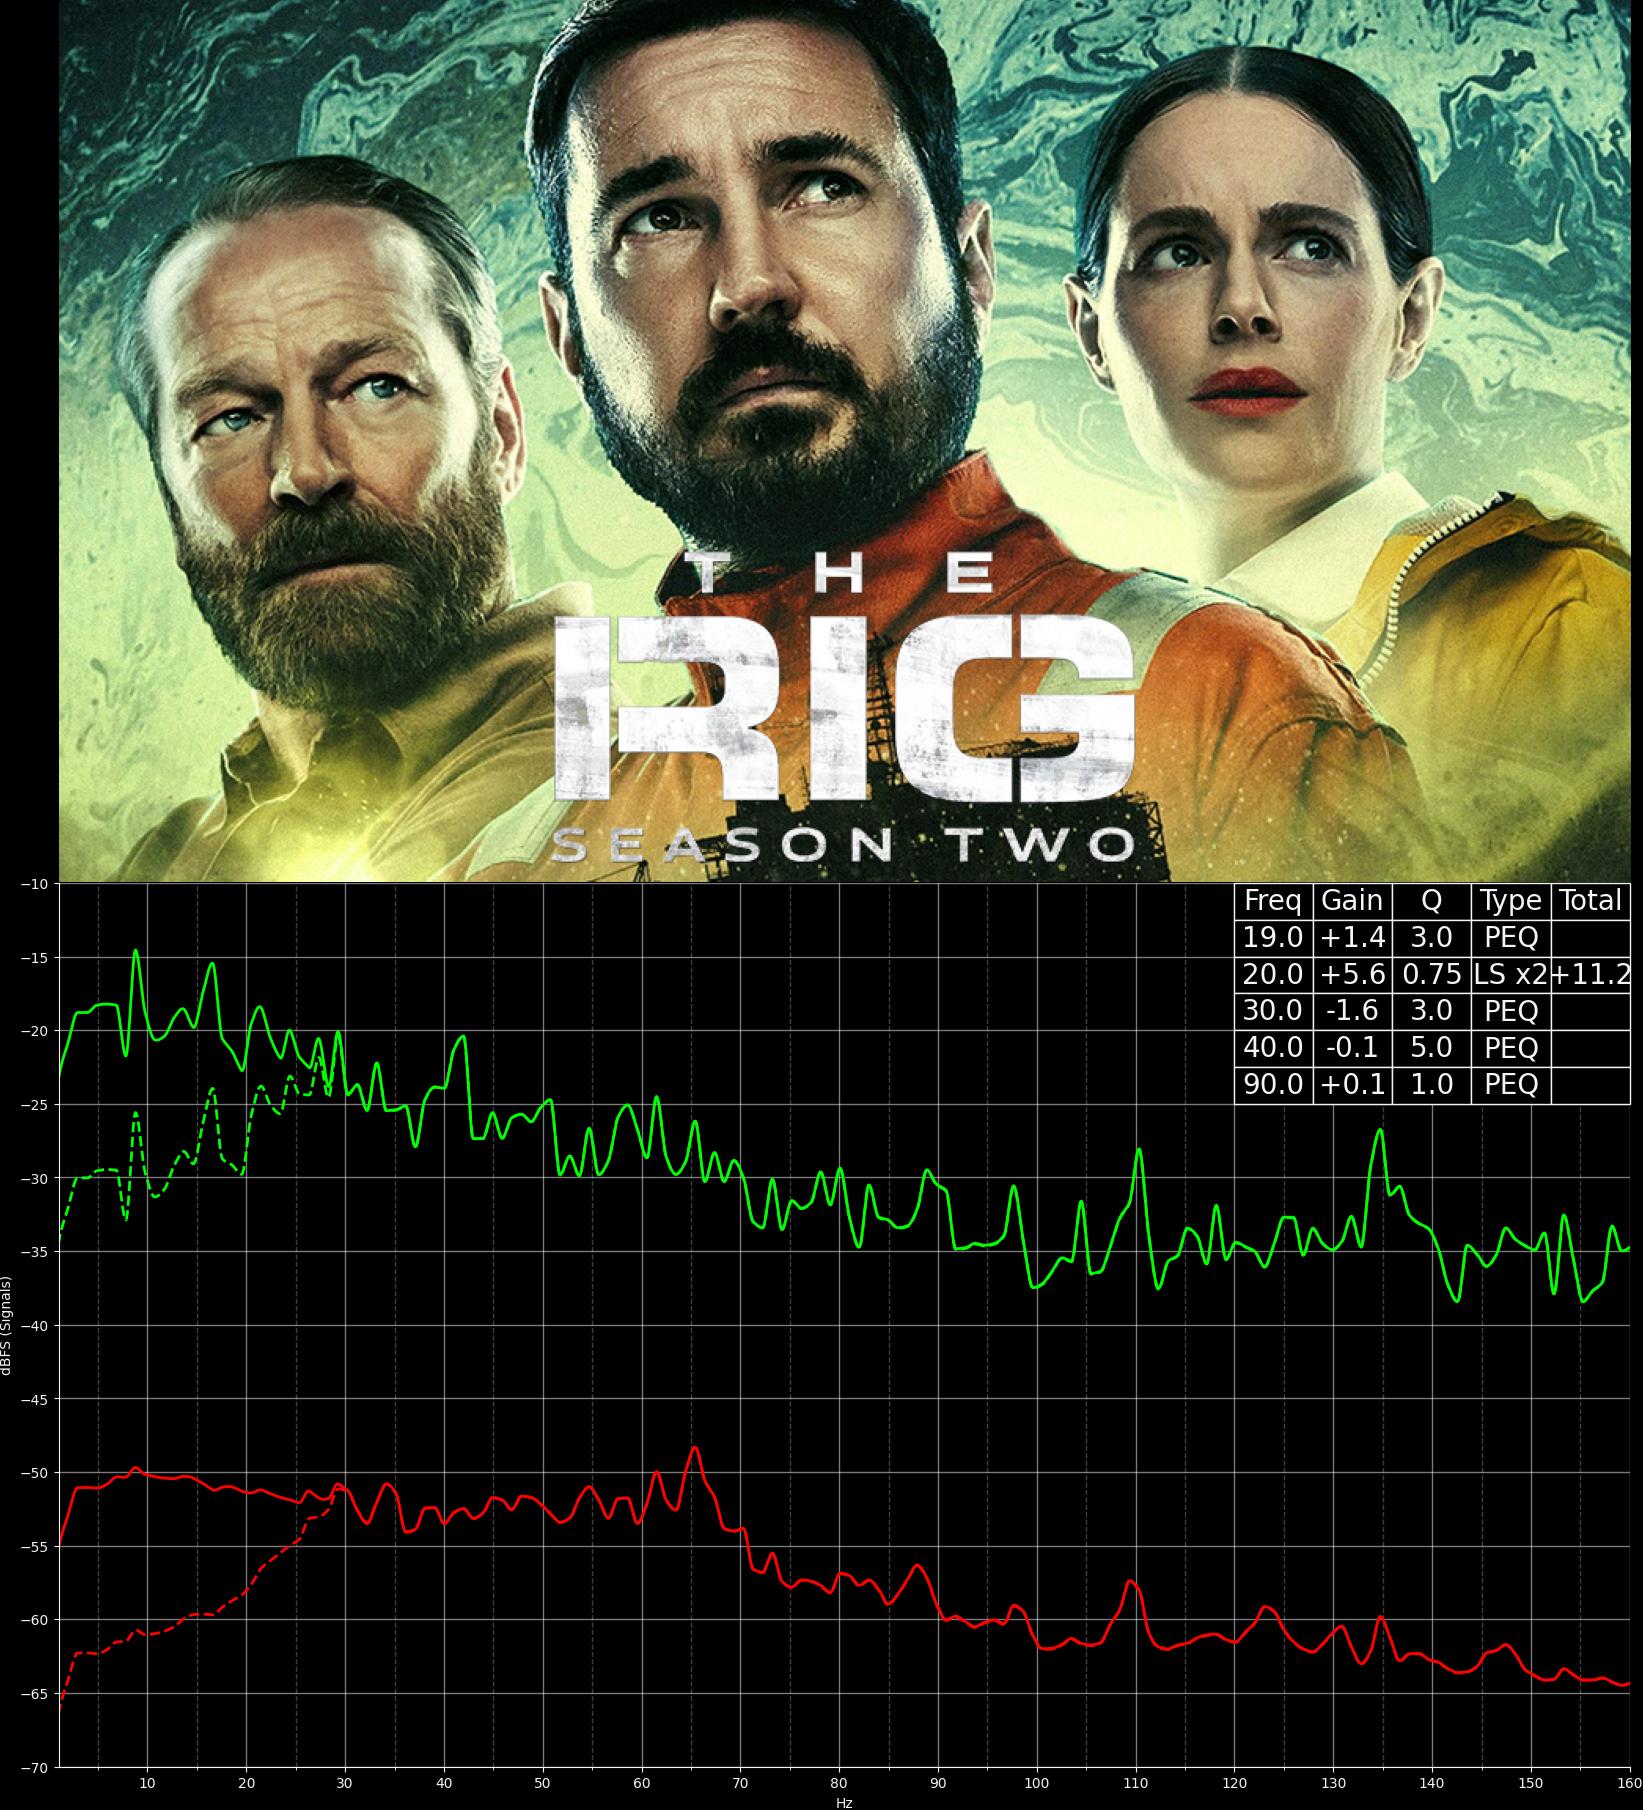 THE
RIG
SEASON TWO
Freq Gain Q Type Total
19.0 +1.4 3.0 PEQ
20.0 +5.6 0.75 LS x2 +11.2
30.0 -1.6 3.0 PEQ
40.0 -0.1 5.0 PEQ
90.0 +0.1 1.0 PEQ
−10
−15
−20
−25
−30
−35
−40
−45
−50
−55
−60
−65
−70
dBFS (Signals)
10 20 30 40 50 60 70 80 90 100 110 120 130 140 150 160
Hz